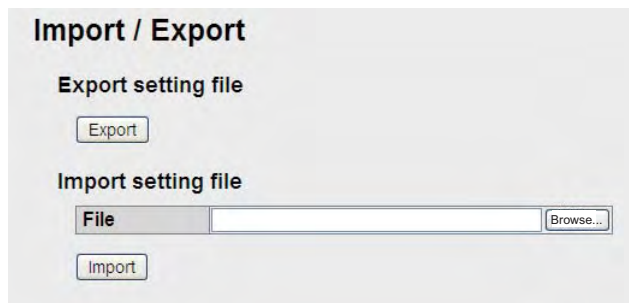 Import / Export
Export setting file
Export
Import setting file
File Browse...
Import